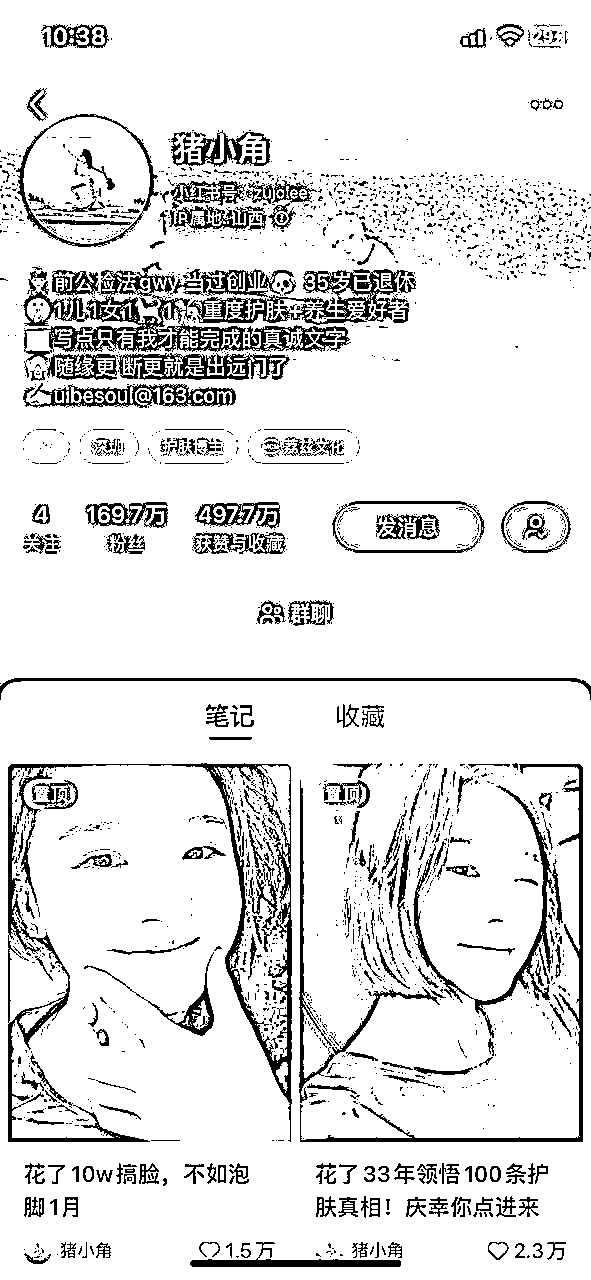 10:38
猪小角
小红书号:
IP属地:山西
前公 检法gwy 当过创业 35岁已退休
1儿1女1 1 重度护肤+养生爱好者
写点只有我才能完成的真诚文字
随缘更 断更就是出远门了
uibesoul@163.com
深圳 护肤博主
4 169.7万 497.7万
关注 粉丝 获赞与收藏
发消息
群聊
笔记 收藏
置顶 置顶
花了10w搞脸，不如泡脚1月
花了33年领悟100条护肤真相！庆幸你点进来
猪小角 1.5万 猪小角 2.3万